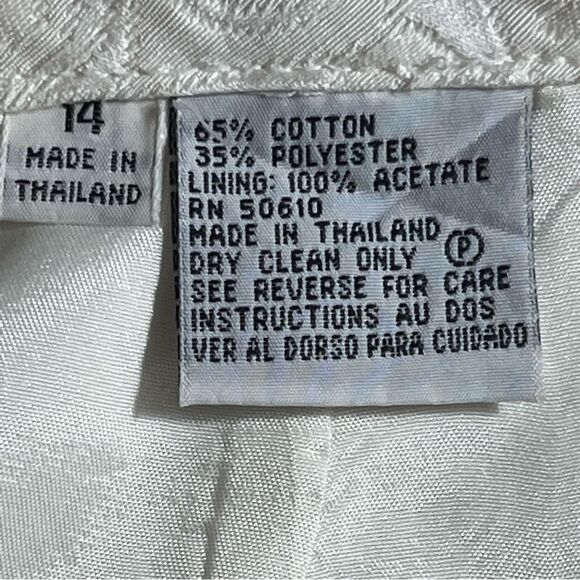 14
MADE IN
THAILAND
65% COTTON
35% POLYESTER
LINING: 100% ACETATE
RN 50610
MADE IN THAILAND
DRY CLEAN ONLY Ⓟ
SEE REVERSE FOR CARE
INSTRUCTIONS AU DOS
VER AL DORSO PARA CUIDADO